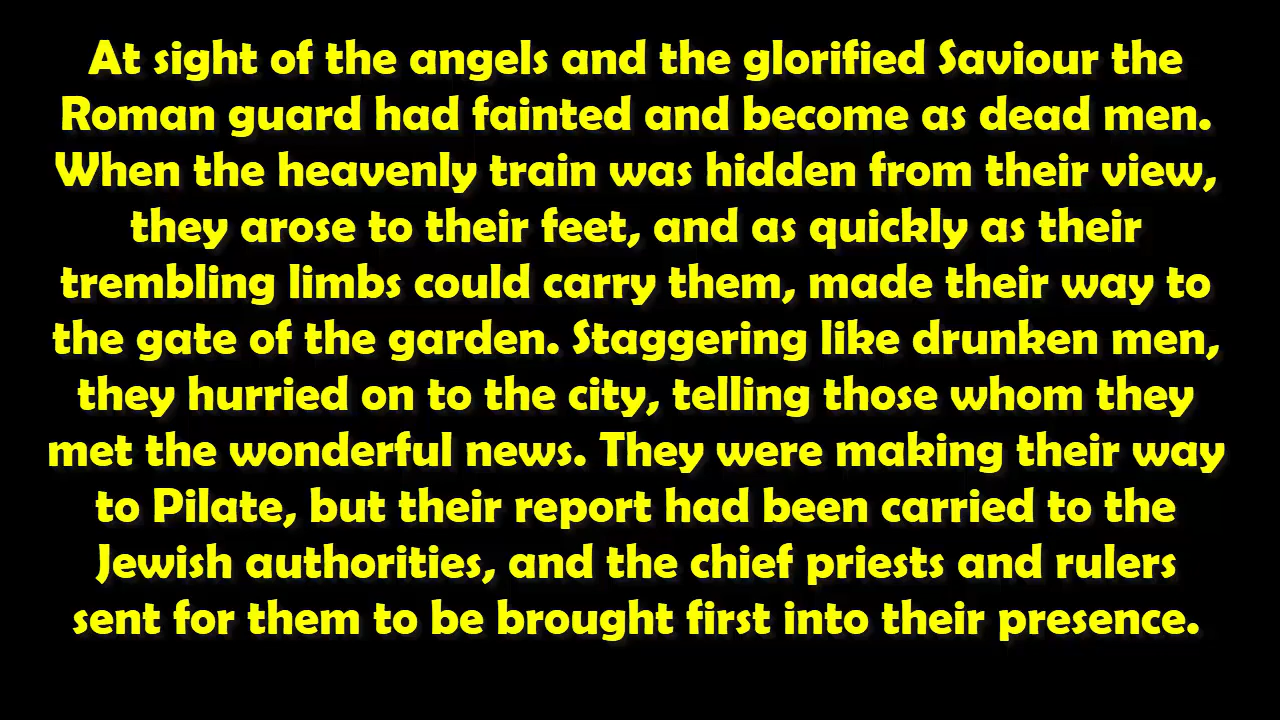 At sight of the angels and the glorified Saviour the
Roman guard had fainted and become as dead men.
When the heavenly train was hidden from their view,
they arose to their feet, and as quickly as their
trembling limbs could carry them, made their way to
the gate of the garden. Staggering like drunken men,
they hurried on to the city, telling those whom they
met the wonderful news. They were making their way
to Pilate, but their report had been carried to the
Jewish authorities, and the chief priests and rulers
sent for them to be brought first into their presence.